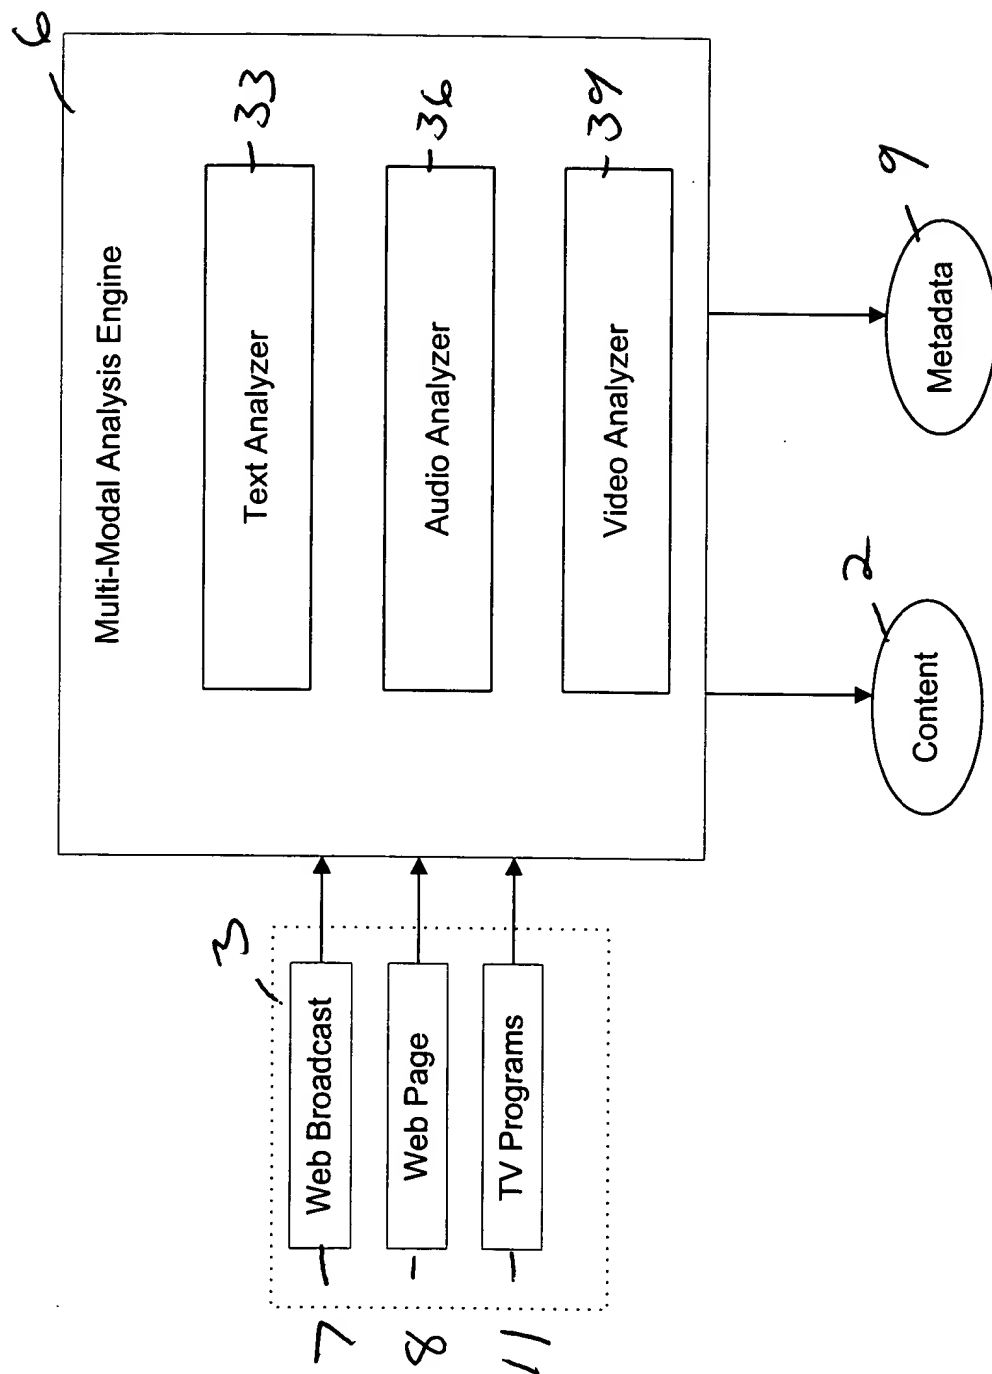 6
Multi-Modal Analysis Engine
Text Analyzer
33
Audio Analyzer
36
Video Analyzer
39
3
Web Broadcast
7
Web Page
8
TV Programs
11
Content
2
Metadata
9